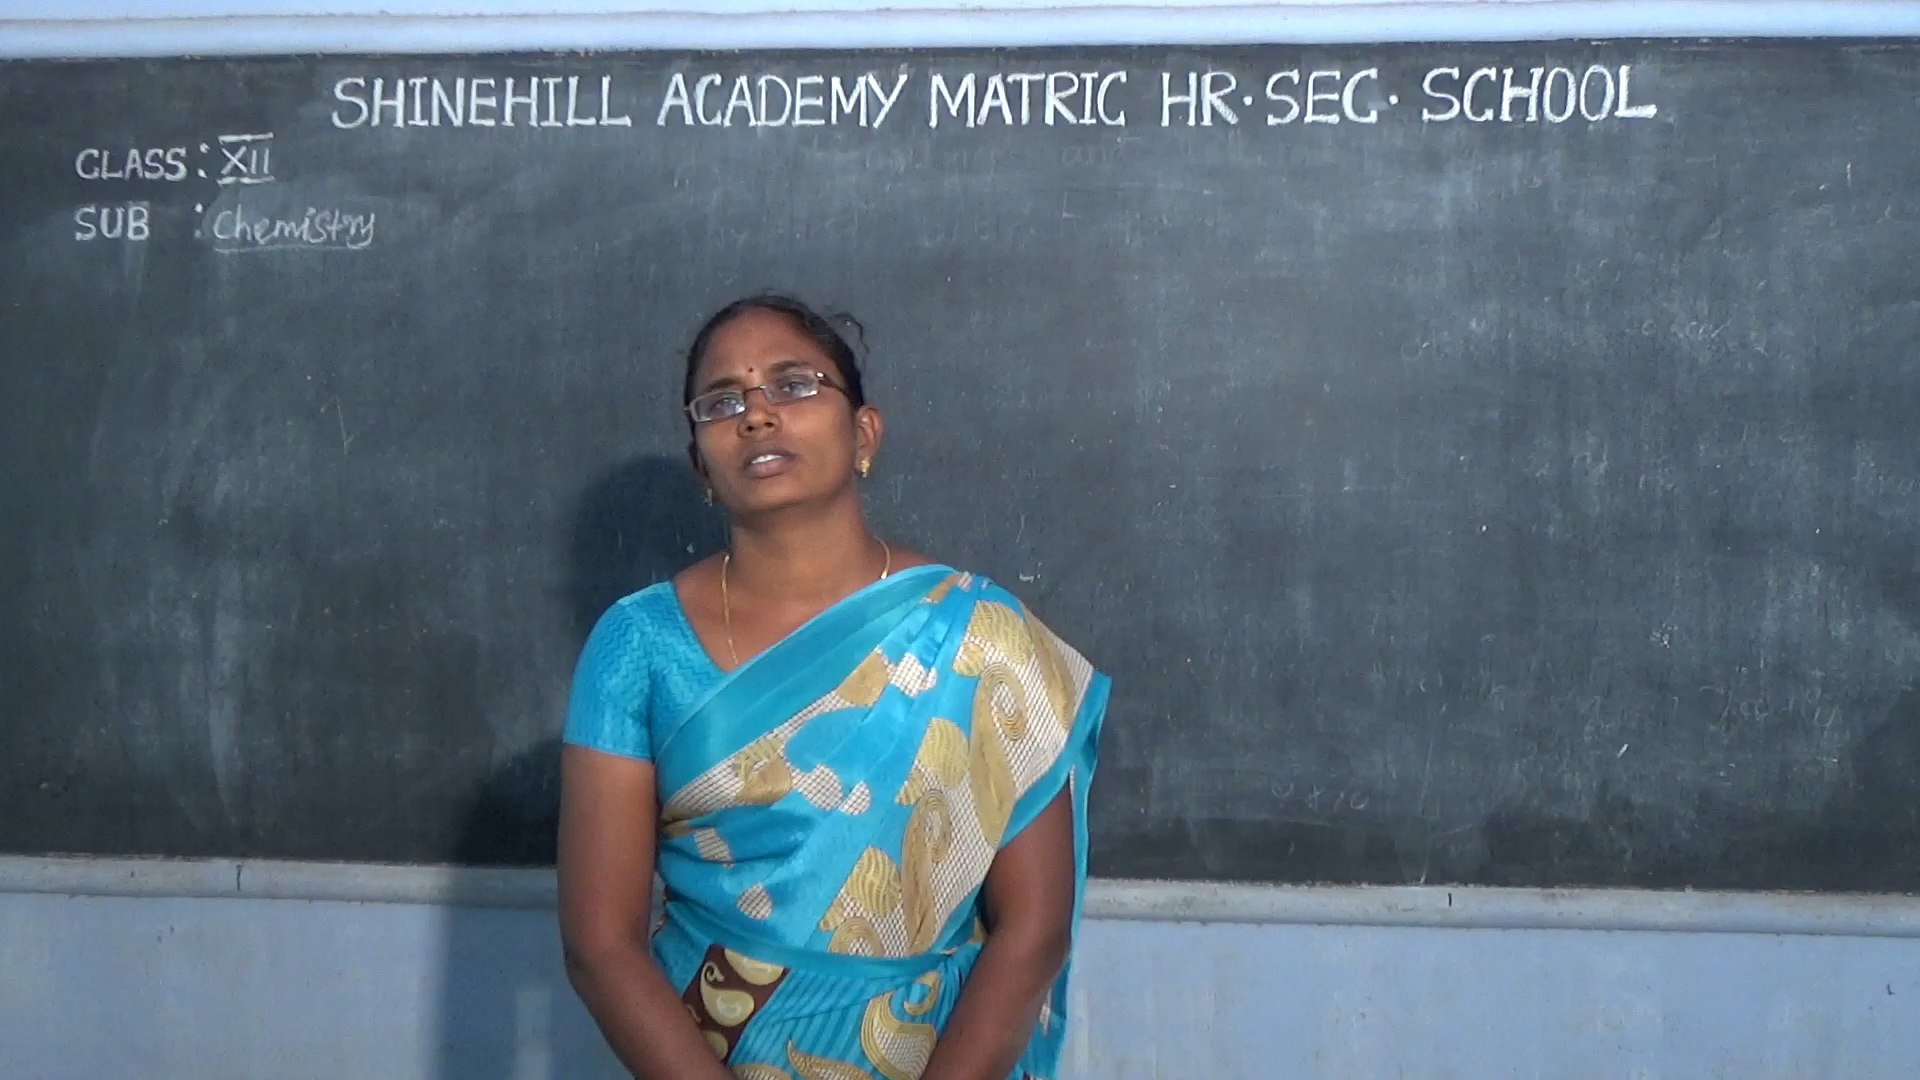 SHINEHILL ACADEMY MATRIC HR. SEC. SCHOOL
CLASS : XII
SUB : Chemistry